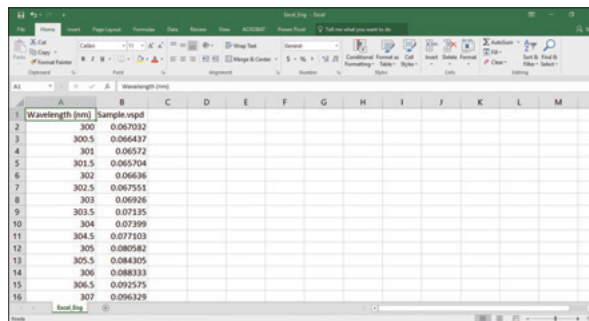 Excel_Eng - Excel
File Home Insert Page Layout Formulas Data Review View ACROBAT Power Pivot Tell me what you want to do
Cut
Copy
Format Painter
Paste
Calibri 11
Wrap Text
Merge & Center
General
Conditional Formatting
Format as Table
Cell Styles
Insert Delete Format
AutoSum
Fill
Clear
Sort & Filter
Find & Select
Clipboard Font Alignment Number Styles Cells Editing
A1 Wavelength (nm)
A B C D E F G H I J K L M
1 Wavelength (nm) Sample.vspd
2 300 0.067032
3 300.5 0.066437
4 301 0.06572
5 301.5 0.065704
6 302 0.06636
7 302.5 0.067551
8 303 0.06926
9 303.5 0.07135
10 304 0.07399
11 304.5 0.077103
12 305 0.080582
13 305.5 0.084305
14 306 0.088333
15 306.5 0.092575
16 307 0.096329
Excel_Eng
Ready